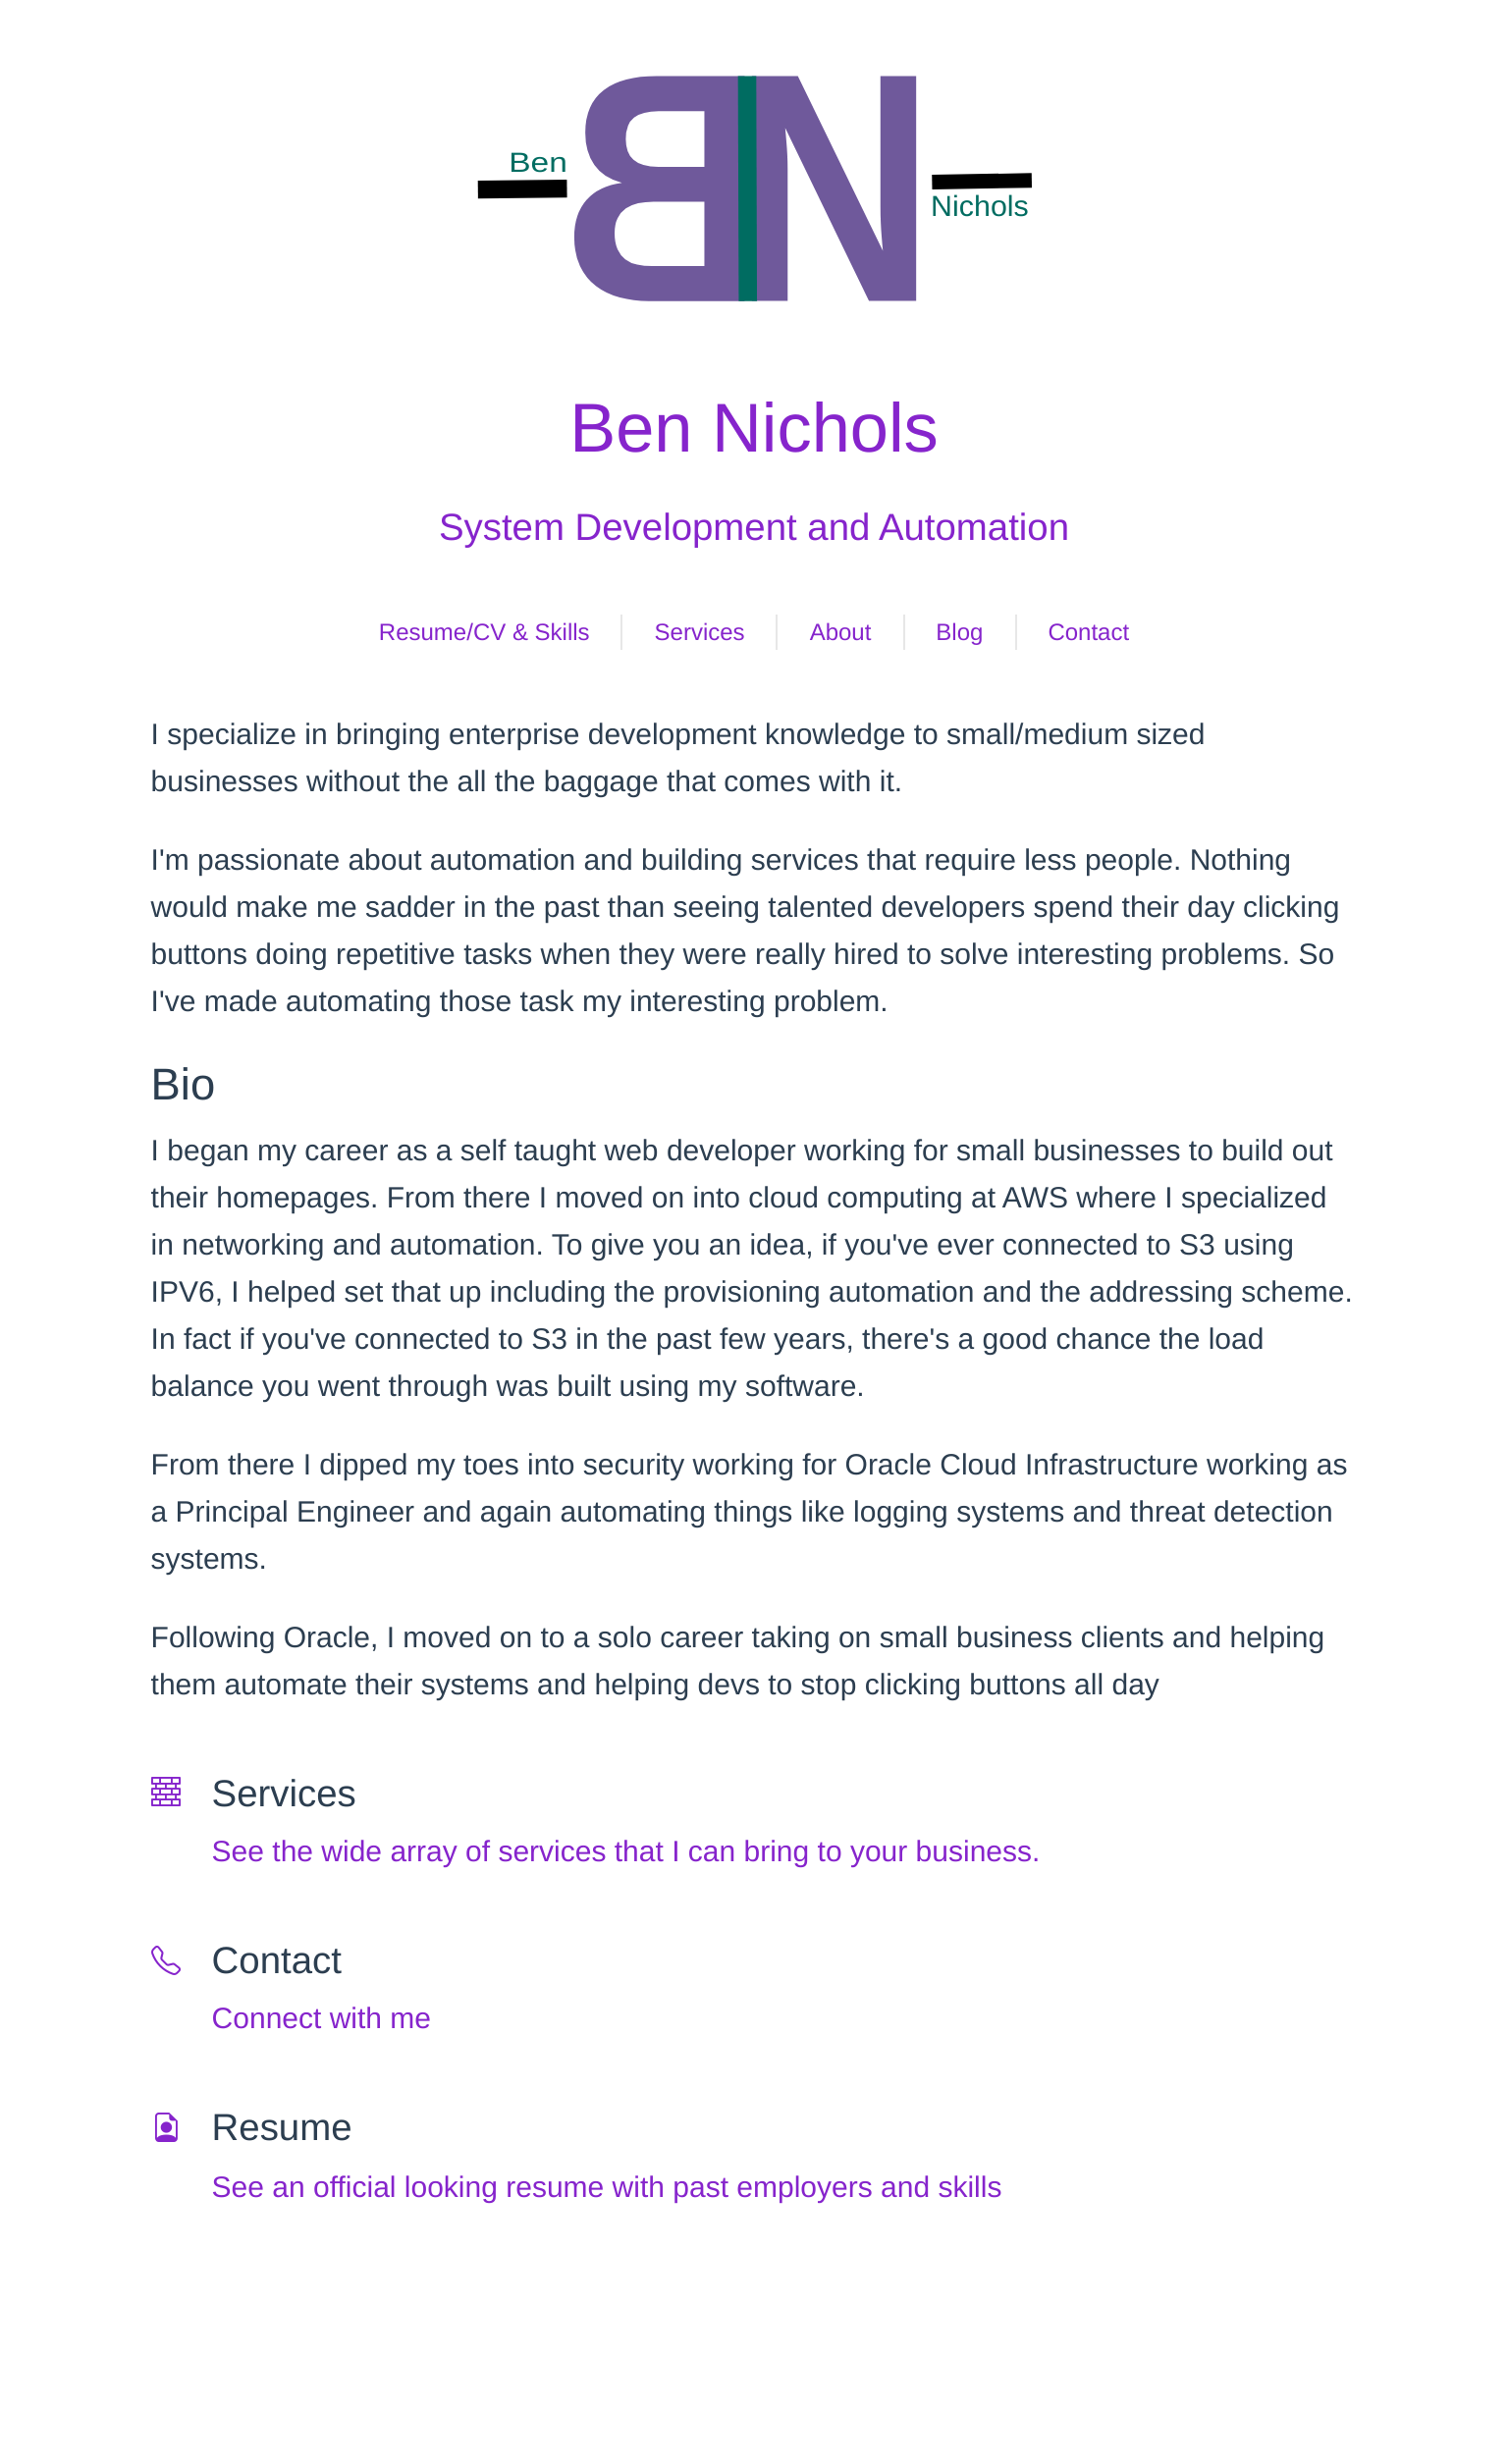 Ben
BN
Nichols
Ben Nichols
System Development and Automation
Resume/CV & Skills
Services
About
Blog
Contact
I specialize in bringing enterprise development knowledge to small/medium sized
businesses without the all the baggage that comes with it.
I'm passionate about automation and building services that require less people. Nothing
would make me sadder in the past than seeing talented developers spend their day clicking
buttons doing repetitive tasks when they were really hired to solve interesting problems. So
I've made automating those task my interesting problem.
Bio
I began my career as a self taught web developer working for small businesses to build out
their homepages. From there I moved on into cloud computing at AWS where I specialized
in networking and automation. To give you an idea, if you've ever connected to S3 using
IPV6, I helped set that up including the provisioning automation and the addressing scheme.
In fact if you've connected to S3 in the past few years, there's a good chance the load
balance you went through was built using my software.
From there I dipped my toes into security working for Oracle Cloud Infrastructure working as
a Principal Engineer and again automating things like logging systems and threat detection
systems.
Following Oracle, I moved on to a solo career taking on small business clients and helping
them automate their systems and helping devs to stop clicking buttons all day
Services
See the wide array of services that I can bring to your business.
Contact
Connect with me
Resume
See an official looking resume with past employers and skills